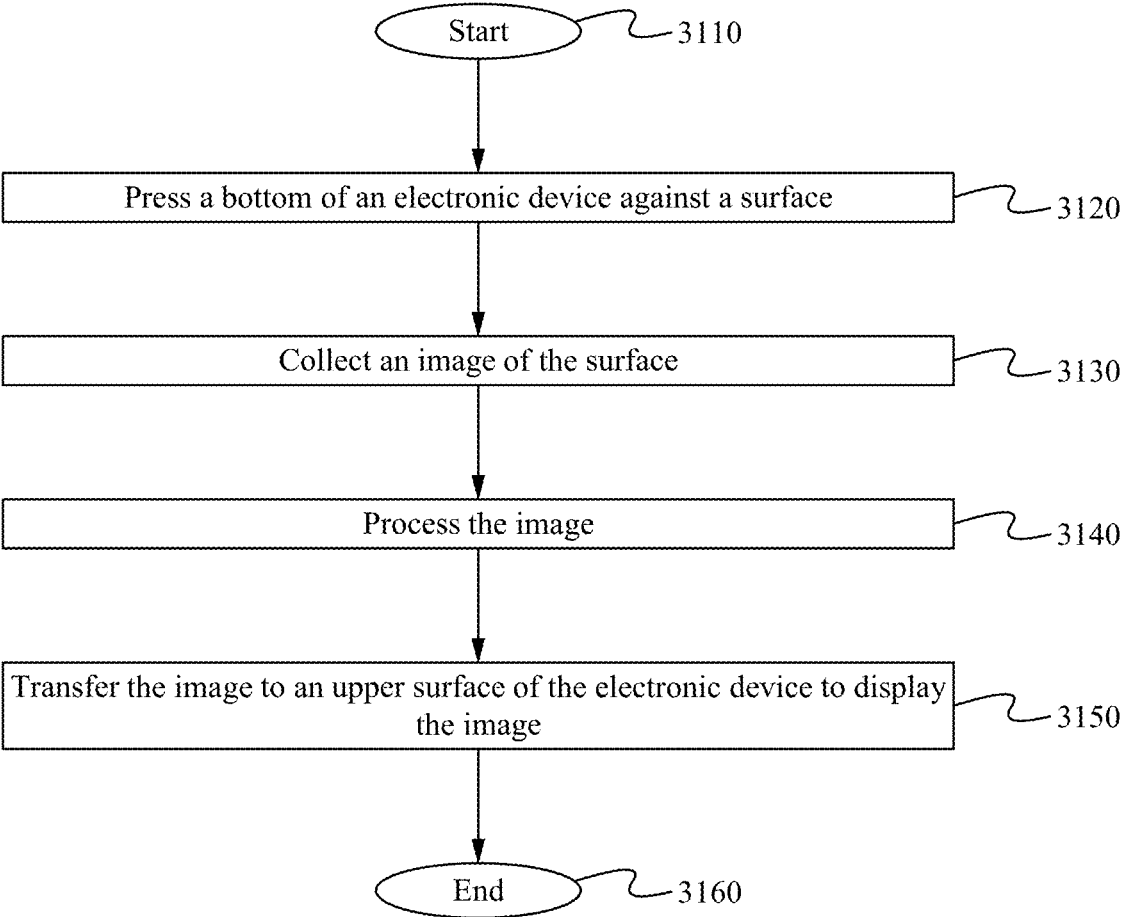 Start
3110
Press a bottom of an electronic device against a surface
3120
Collect an image of the surface
3130
Process the image
3140
Transfer the image to an upper surface of the electronic device to display
the image
3150
End
3160